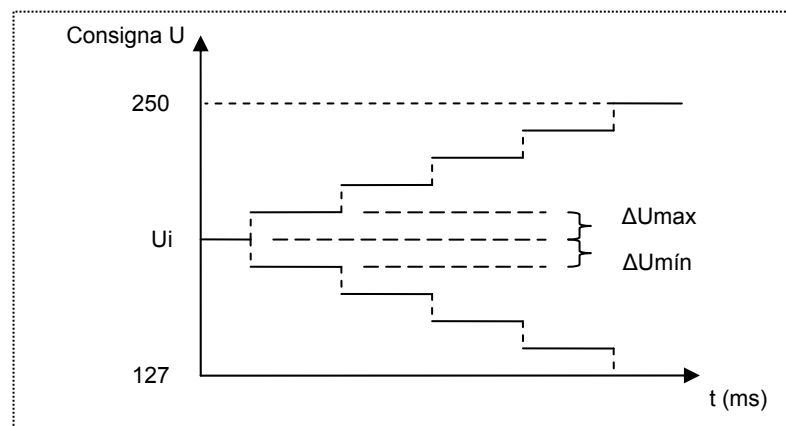 Consigna U
250
ΔUmax
Ui
ΔUmín
127
t (ms)